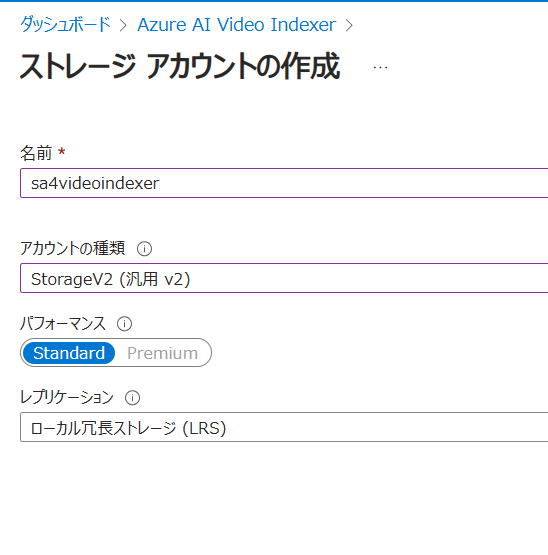 ダッシュボード > Azure AI Video Indexer >
ストレージ アカウントの作成 ...
名前 *
sa4videoindexer
アカウントの種類
StorageV2 (汎用 v2)
パフォーマンス
Standard Premium
レプリケーション
ローカル冗長ストレージ (LRS)